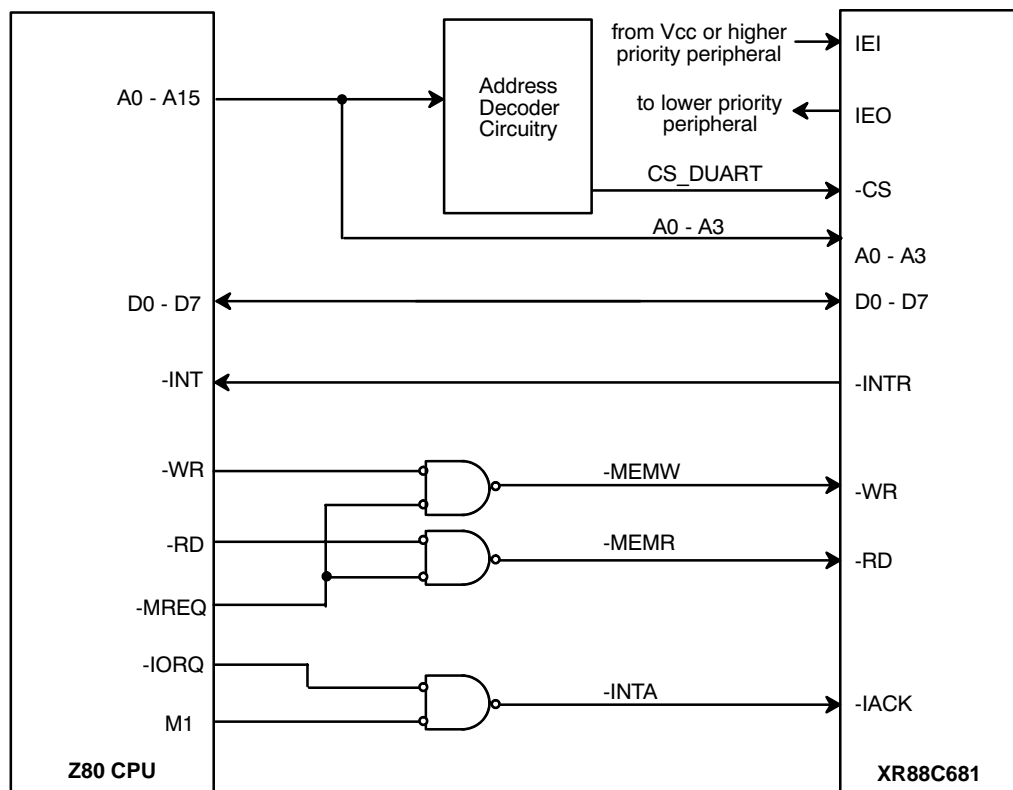 from Vcc or higher
priority peripheral
IEI
A0 - A15
Address
Decoder
Circuitry
to lower priority
peripheral
IEO
CS_DUART
-CS
A0 - A3
A0 - A3
D0 - D7
D0 - D7
-INT
-INTR
-WR
-MEMW
-WR
-RD
-MEMR
-RD
-MREQ
-IORQ
-INTA
-IACK
M1
Z80 CPU
XR88C681